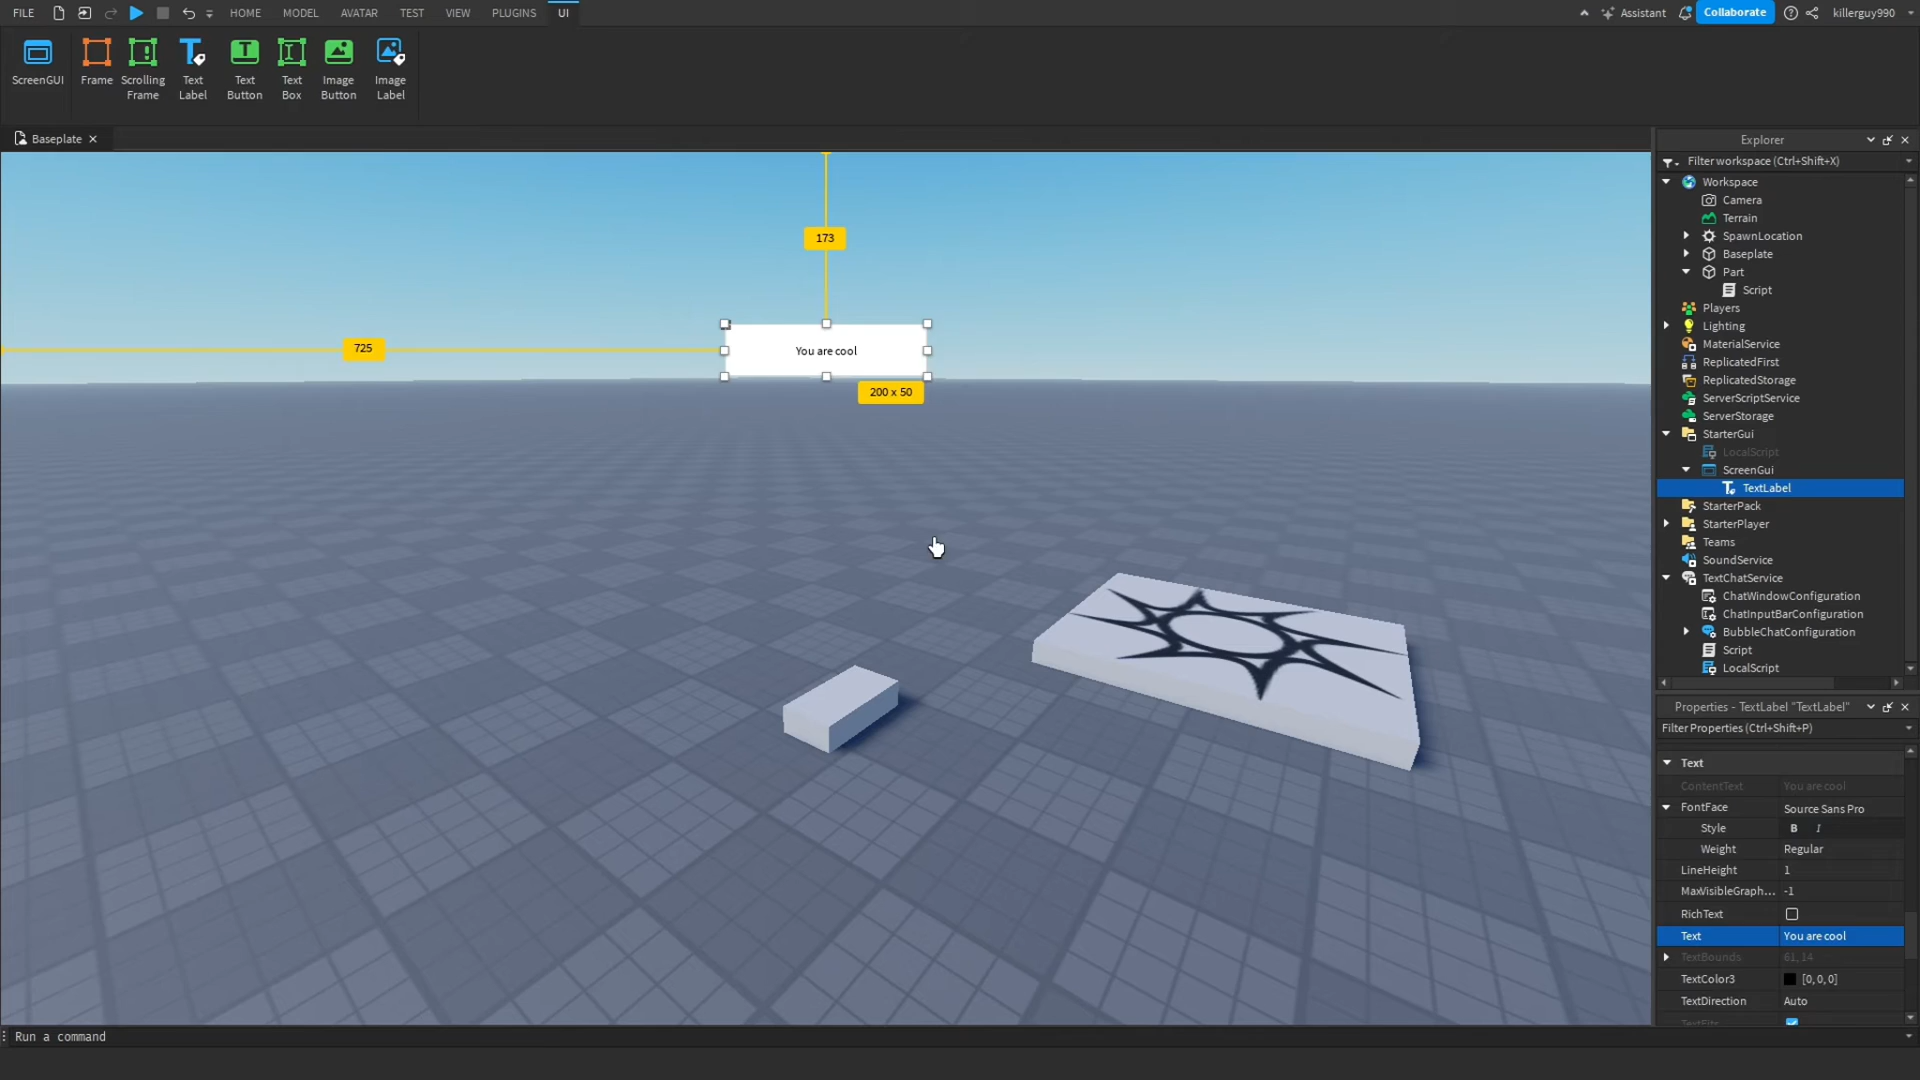 FILE HOME MODEL AVATAR TEST VIEW PLUGINS UI Assistant Collaborate killerguy990
ScreenGUI Frame Scrolling Frame Text Label Text Button Text Box Image Button Image Label
Baseplate
173
725
You are cool
200 x 50
Explorer
Filter workspace (Ctrl+Shift+X)
Workspace
Camera
Terrain
SpawnLocation
Baseplate
Part
Script
Players
Lighting
MaterialService
ReplicatedFirst
ReplicatedStorage
ServerScriptService
ServerStorage
StarterGui
LocalScript
ScreenGui
TextLabel
StarterPack
StarterPlayer
Teams
SoundService
TextChatService
ChatWindowConfiguration
ChatInputBarConfiguration
BubbleChatConfiguration
Script
LocalScript
Properties - TextLabel "TextLabel"
Filter Properties (Ctrl+Shift+P)
Text
ContentText You are cool
FontFace Source Sans Pro
Style B I
Weight Regular
LineHeight 1
MaxVisibleGraph... -1
RichText
Text You are cool
TextBounds 61, 14
TextColor3 [0,0,0]
TextDirection Auto
TextFits
Run a command